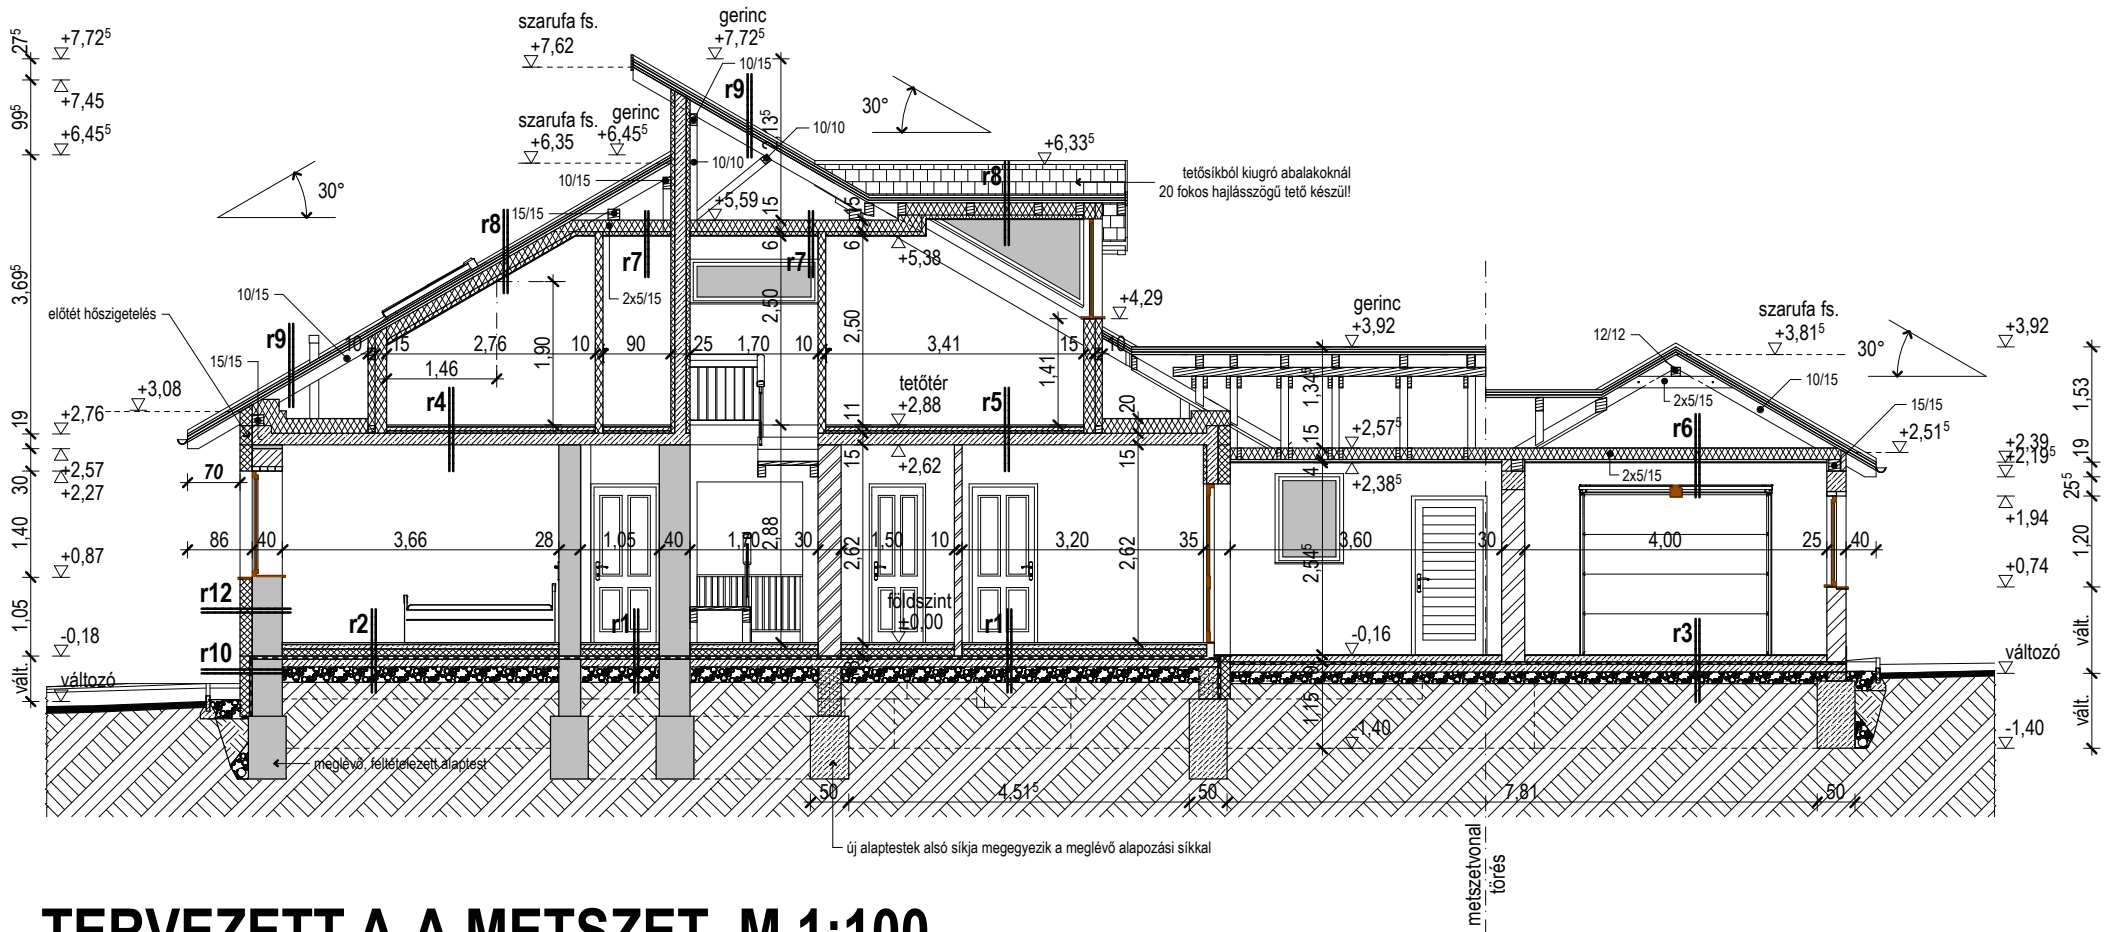 szarufa fs.
+7,62
gerinc
+7,72⁵
10/15
r9
2,13⁵
27⁵
+7,72⁵
99⁵
+7,45
+6,45⁵
szarufa fs.
+6,35
gerinc
+6,45⁵
10/10
10/10
30°
+6,33⁵
tetősíkból kiugró abalakoknál
20 fokos hajlásszögű tető készül!
30°
10/15
15/15
r8
r8
+5,59
15
15
6
6
r7
r7
+5,38
2x5/15
3,69⁵
10/15
előtét hőszigetelés
r9
15/15
+3,08
10
15
2,76
10
90
25
1,70
10
3,41
15
10
1,46
1,90
2,50
2,50
1,41
+4,29
gerinc
+3,92
szarufa fs.
+3,81⁵
12/12
30°
+3,92
10/15
2x5/15
15/15
1,34⁵
1,53
r4
tetőtér
+2,88
r5
11
20
r6
19
+2,76
+2,57
+2,27
30
70
15
+2,62
15
+2,57⁵
15
4
+2,38⁵
2x5/15
+2,51⁵
+2,39
+2,19⁵
19
25⁵
+1,94
1,20
+0,74
1,40
86
40
3,66
28
1,05
40
1,70
30
1,50
10
3,20
35
3,60
30
4,00
25
40
2,88
2,62
2,62
2,54⁵
+0,87
r12
1,05
r2
r1
földszint
±0,00
r1
-0,16
r3
vált.
-0,18
r10
változó
vált.
változó
vált.
1,15
-1,40
-1,40
meglévő, feltételezett alaptest
50
4,51⁵
50
7,81
50
új alaptestek alsó síkja megegyezik a meglévő alapozási síkkal
metszetvonal
törés
TERVEZETT A-A METSZET M 1:100